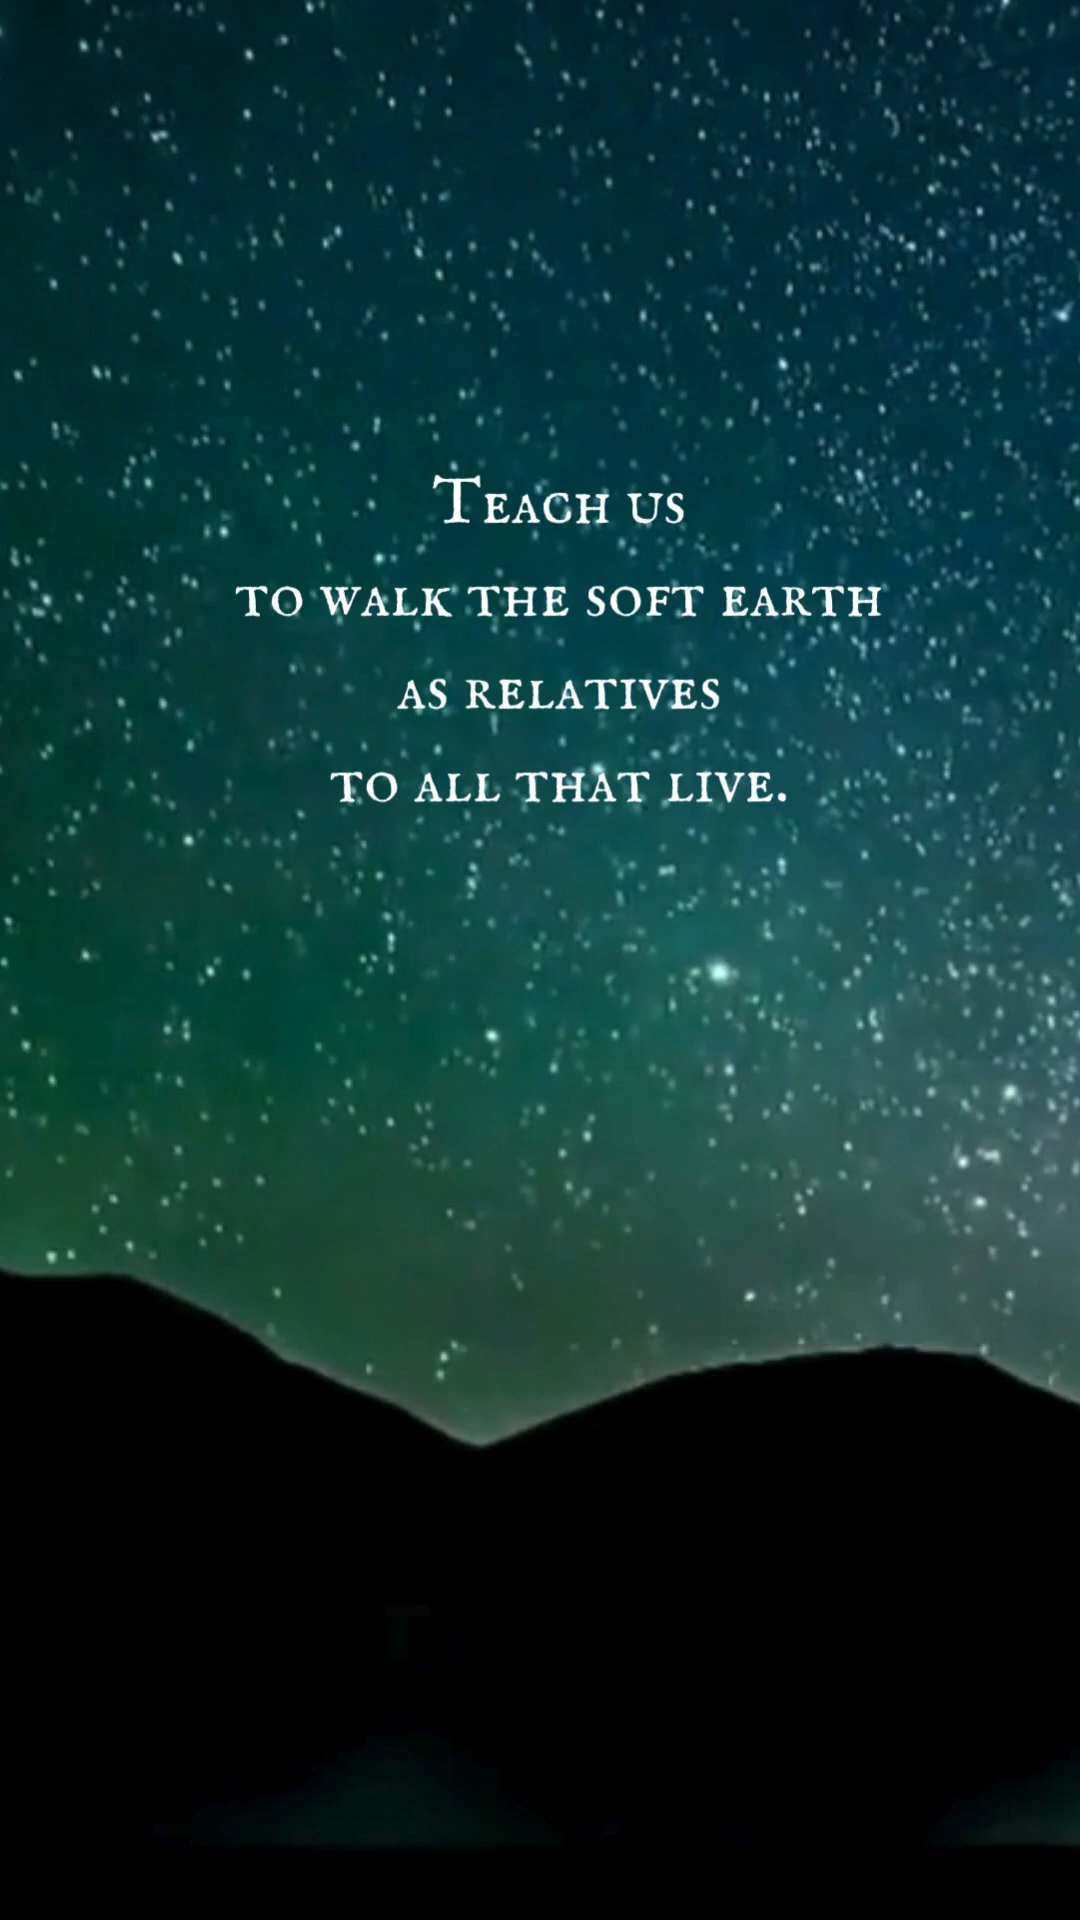 Teach us
to walk the soft earth
as relatives
to all that live.